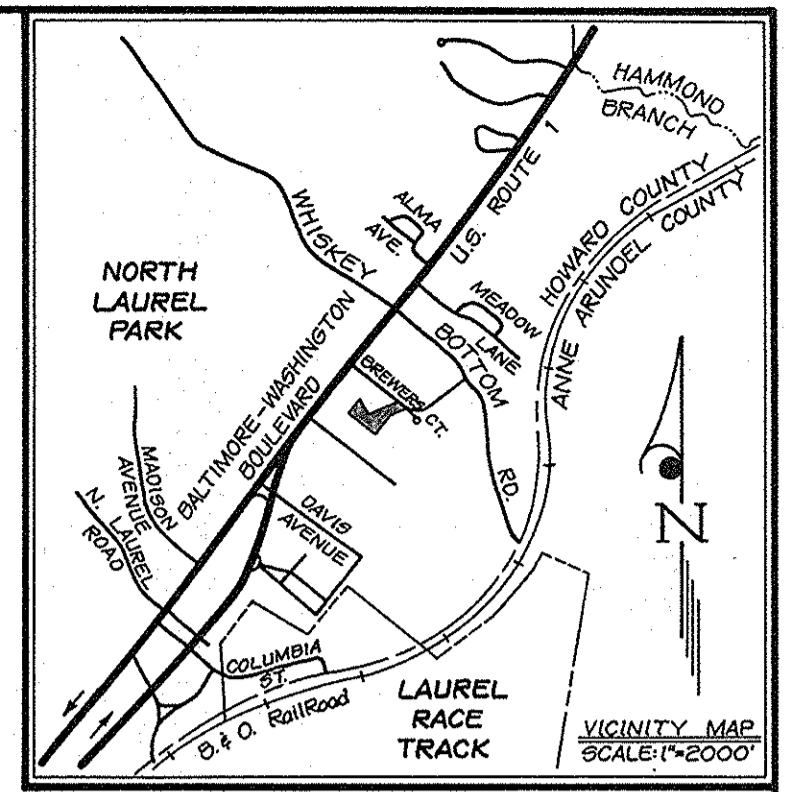 HAMMOND
BRANCH
U.S. ROUTE 1
ALMA
AVE.
WHISKEY
BOTTOM
RD.
HOWARD COUNTY
ANNE ARUNDEL COUNTY
NORTH
LAUREL
PARK
MEADOW
LANE
BALTIMORE-WASHINGTON
BOULEVARD
BREWERS CT.
MADISON
AVENUE
N. LAUREL
ROAD
DAVIS
AVENUE
N
COLUMBIA
ST.
B. & O. RailRoad
LAUREL
RACE
TRACK
VICINITY MAP
SCALE: 1"=2000'